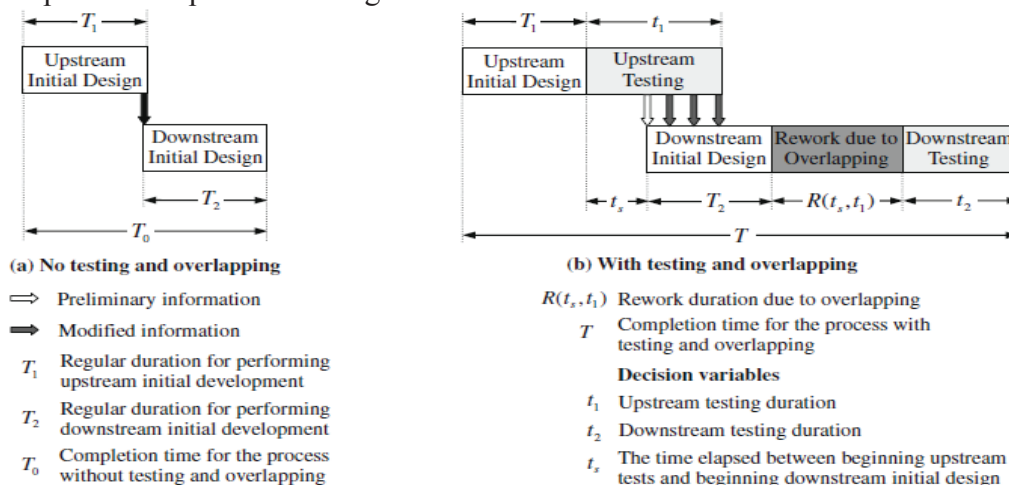 T₁
Upstream
Initial Design
Downstream
Initial Design
T₂
T₀
(a) No testing and overlapping
T₁ t₁
Upstream
Initial Design
Upstream
Testing
Downstream
Initial Design
Rework due to
Overlapping
Downstream
Testing
tₛ T₂ R(tₛ,t₁) t₂
T
(b) With testing and overlapping
Preliminary information
Modified information
T₁ Regular duration for performing
upstream initial development
T₂ Regular duration for performing
downstream initial development
T₀ Completion time for the process
without testing and overlapping
R(tₛ,t₁) Rework duration due to overlapping
T Completion time for the process with
testing and overlapping
Decision variables
t₁ Upstream testing duration
t₂ Downstream testing duration
tₛ The time elapsed between beginning upstream
tests and beginning downstream initial design